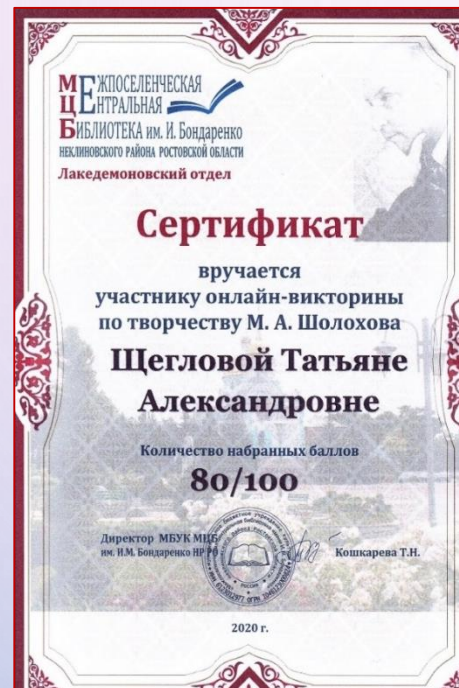 МЕЖПОСЕЛЕНЧЕСКАЯ
ЦЕНТРАЛЬНАЯ
БИБЛИОТЕКА им. И. Бондаренко
НЕКЛИНОВСКОГО РАЙОНА РОСТОВСКОЙ ОБЛАСТИ
Лакедемоновский отдел
Сертификат
вручается
участнику онлайн-викторины
по творчеству М. А. Шолохова
Щегловой Татьяне
Александровне
Количество набранных баллов
80/100
Директор МБУК МЦБ
им. И.М. Бондаренко НР РО
Кошкарева Т.Н.
2020 г.